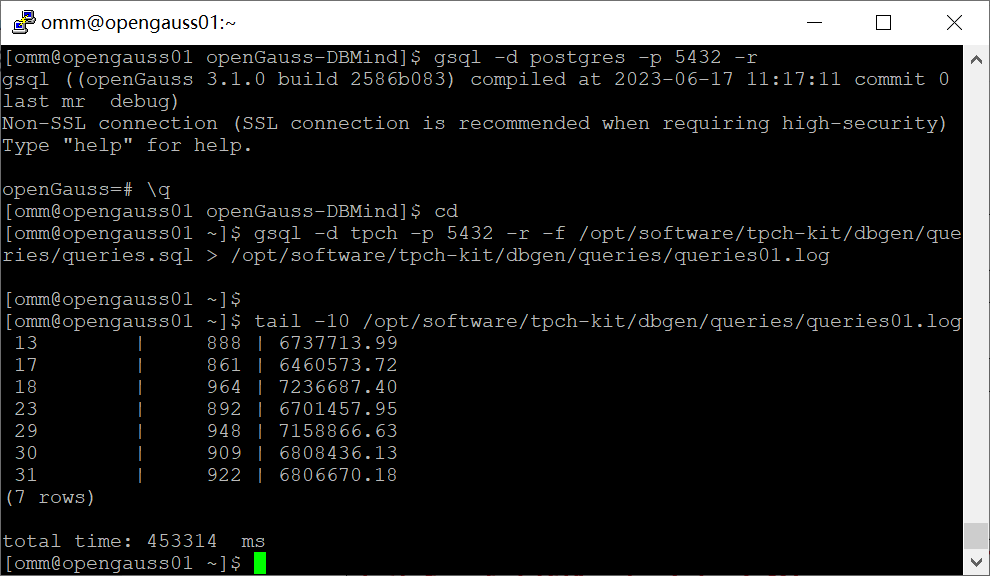 omm@opengauss01:~
[omm@opengauss01 openGauss-DBMind]$ gsql -d postgres -p 5432 -r
gsql ((openGauss 3.1.0 build 2586b083) compiled at 2023-06-17 11:17:11 commit 0
last mr  debug)
Non-SSL connection (SSL connection is recommended when requiring high-security)
Type "help" for help.
openGauss=# \q
[omm@opengauss01 openGauss-DBMind]$ cd
[omm@opengauss01 ~]$ gsql -d tpch -p 5432 -r -f /opt/software/tpch-kit/dbgen/que
ries/queries.sql > /opt/software/tpch-kit/dbgen/queries/queries01.log
[omm@opengauss01 ~]$
[omm@opengauss01 ~]$ tail -10 /opt/software/tpch-kit/dbgen/queries/queries01.log
13 | 888 | 6737713.99
17 | 861 | 6460573.72
18 | 964 | 7236687.40
23 | 892 | 6701457.95
29 | 948 | 7158866.63
30 | 909 | 6808436.13
31 | 922 | 6806670.18
(7 rows)
total time: 453314  ms
[omm@opengauss01 ~]$